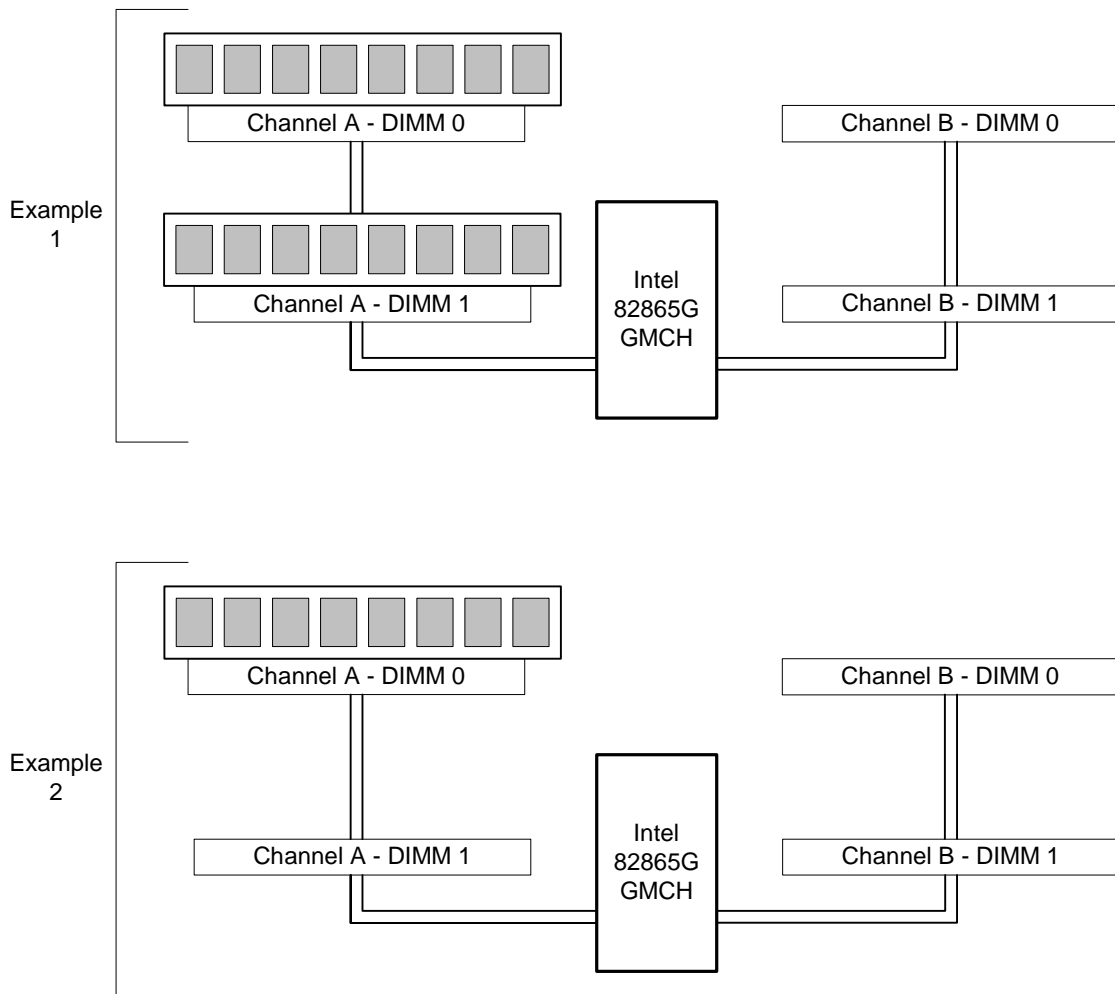 Channel A - DIMM 0
Channel B - DIMM 0
Example
1
Channel A - DIMM 1
Intel
82865G
GMCH
Channel B - DIMM 1
Channel A - DIMM 0
Channel B - DIMM 0
Example
2
Channel A - DIMM 1
Intel
82865G
GMCH
Channel B - DIMM 1